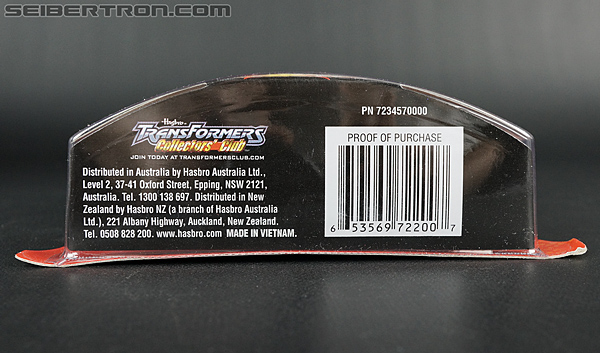 SEIBERTRON.COM
PN 7234570000
Hasbro
TRANSFORMERS
Collectors' Club
JOIN TODAY AT TRANSFORMERSCLUB.COM
PROOF OF PURCHASE
Distributed in Australia by Hasbro Australia Ltd.,
Level 2, 37-41 Oxford Street, Epping, NSW 2121,
Australia. Tel. 1300 138 697. Distributed in New
Zealand by Hasbro NZ (a branch of Hasbro Australia
Ltd.), 221 Albany Highway, Auckland, New Zealand.
Tel. 0508 828 200. www.hasbro.com MADE IN VIETNAM.
6 53569 72200 7